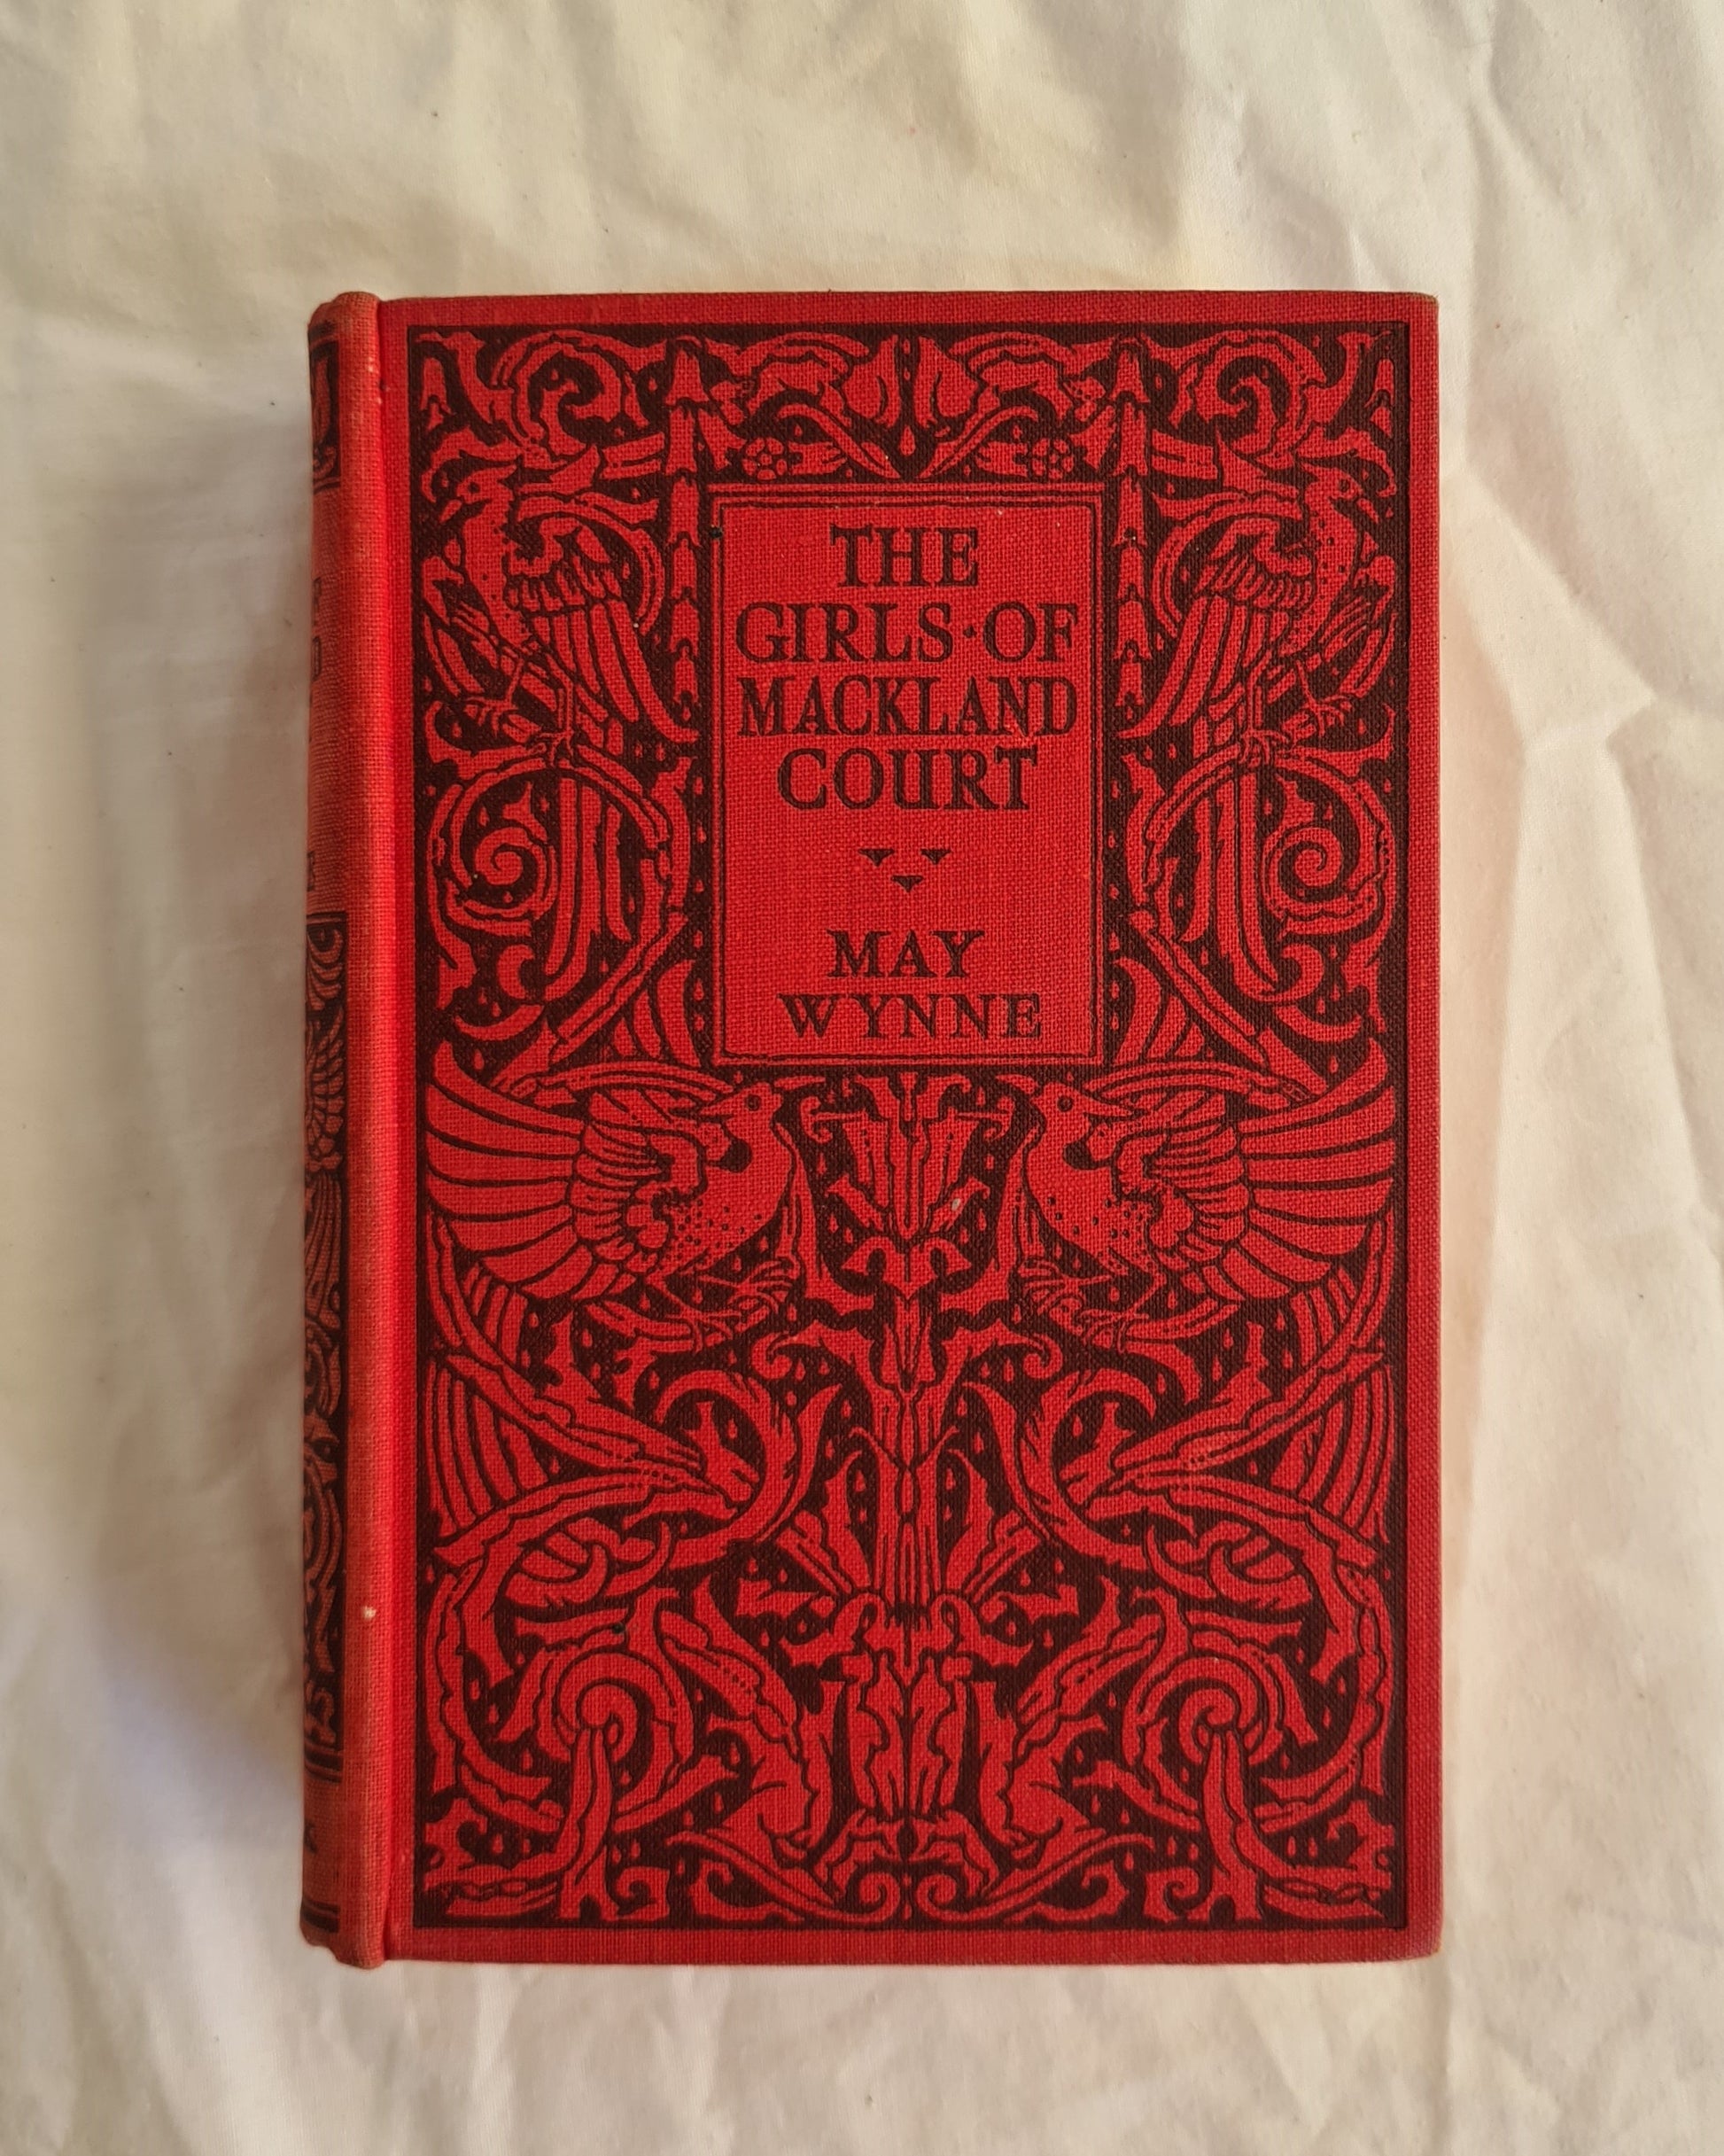 THE
GIRLS·OF
MACKLAND
COURT
MAY
WYNNE